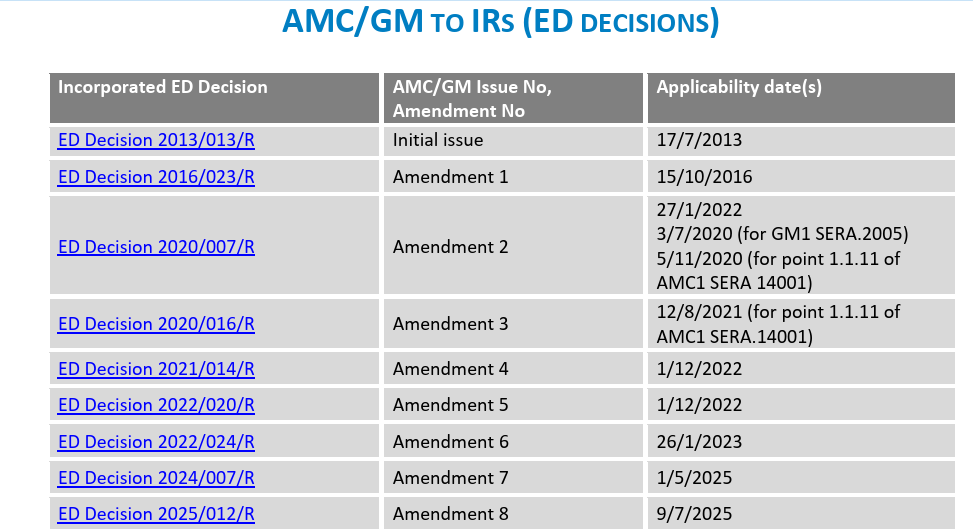 AMC/GM TO IRS (ED DECISIONS)
Incorporated ED Decision
AMC/GM Issue No,
Amendment No
Applicability date(s)
ED Decision 2013/013/R
Initial issue
17/7/2013
ED Decision 2016/023/R
Amendment 1
15/10/2016
ED Decision 2020/007/R
Amendment 2
27/1/2022
3/7/2020 (for GM1 SERA.2005)
5/11/2020 (for point 1.1.11 of
AMC1 SERA 14001)
ED Decision 2020/016/R
Amendment 3
12/8/2021 (for point 1.1.11 of
AMC1 SERA.14001)
ED Decision 2021/014/R
Amendment 4
1/12/2022
ED Decision 2022/020/R
Amendment 5
1/12/2022
ED Decision 2022/024/R
Amendment 6
26/1/2023
ED Decision 2024/007/R
Amendment 7
1/5/2025
ED Decision 2025/012/R
Amendment 8
9/7/2025